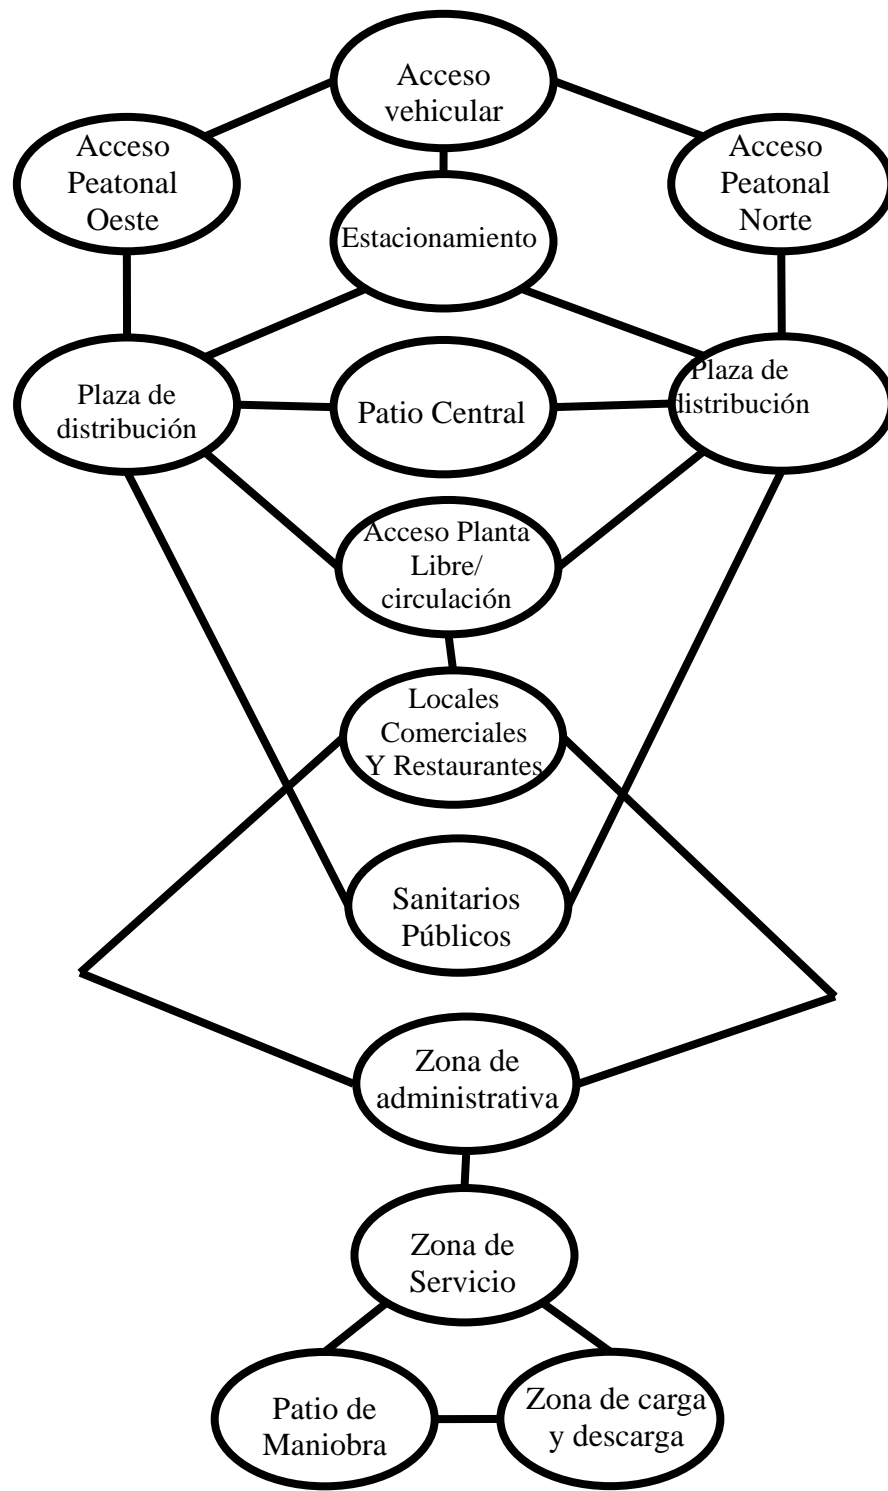 Acceso
vehicular
Acceso
Peatonal
Oeste
Acceso
Peatonal
Norte
Estacionamiento
Plaza de
distribución
Patio Central
Plaza de
distribución
Acceso Planta
Libre/
circulación
Locales
Comerciales
Y Restaurantes
Sanitarios
Públicos
Zona de
administrativa
Zona de
Servicio
Patio de
Maniobra
Zona de carga
y descarga